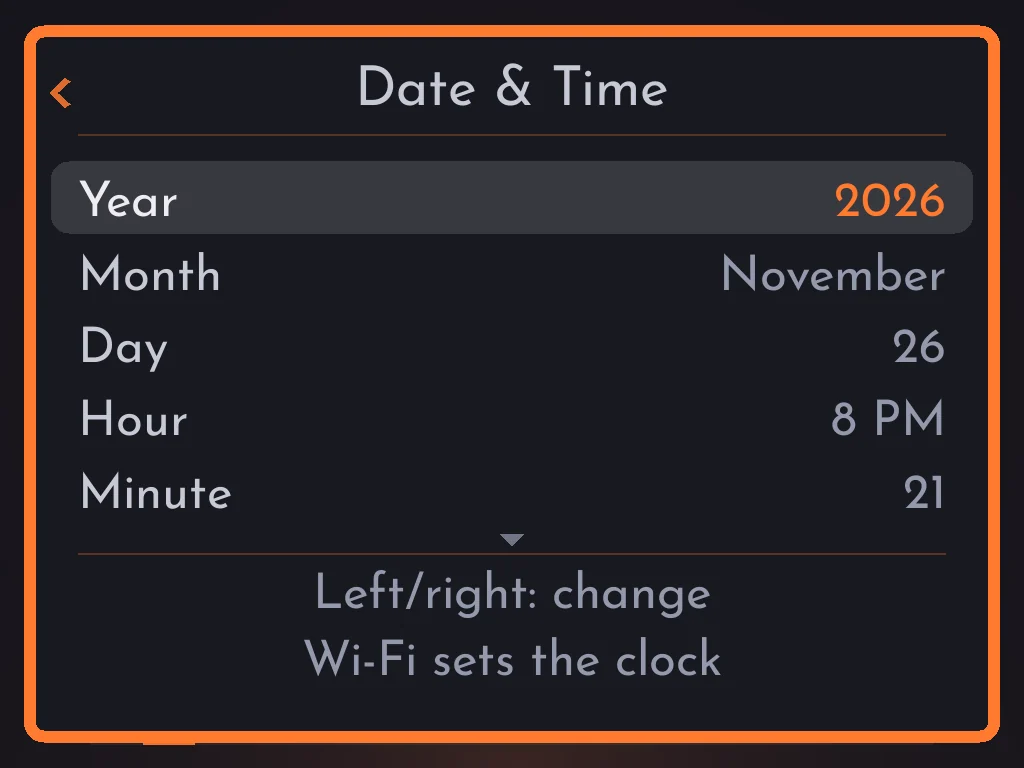 Date & Time
Year 2026
Month November
Day 26
Hour 8 PM
Minute 21
Left/right: change
Wi-Fi sets the clock